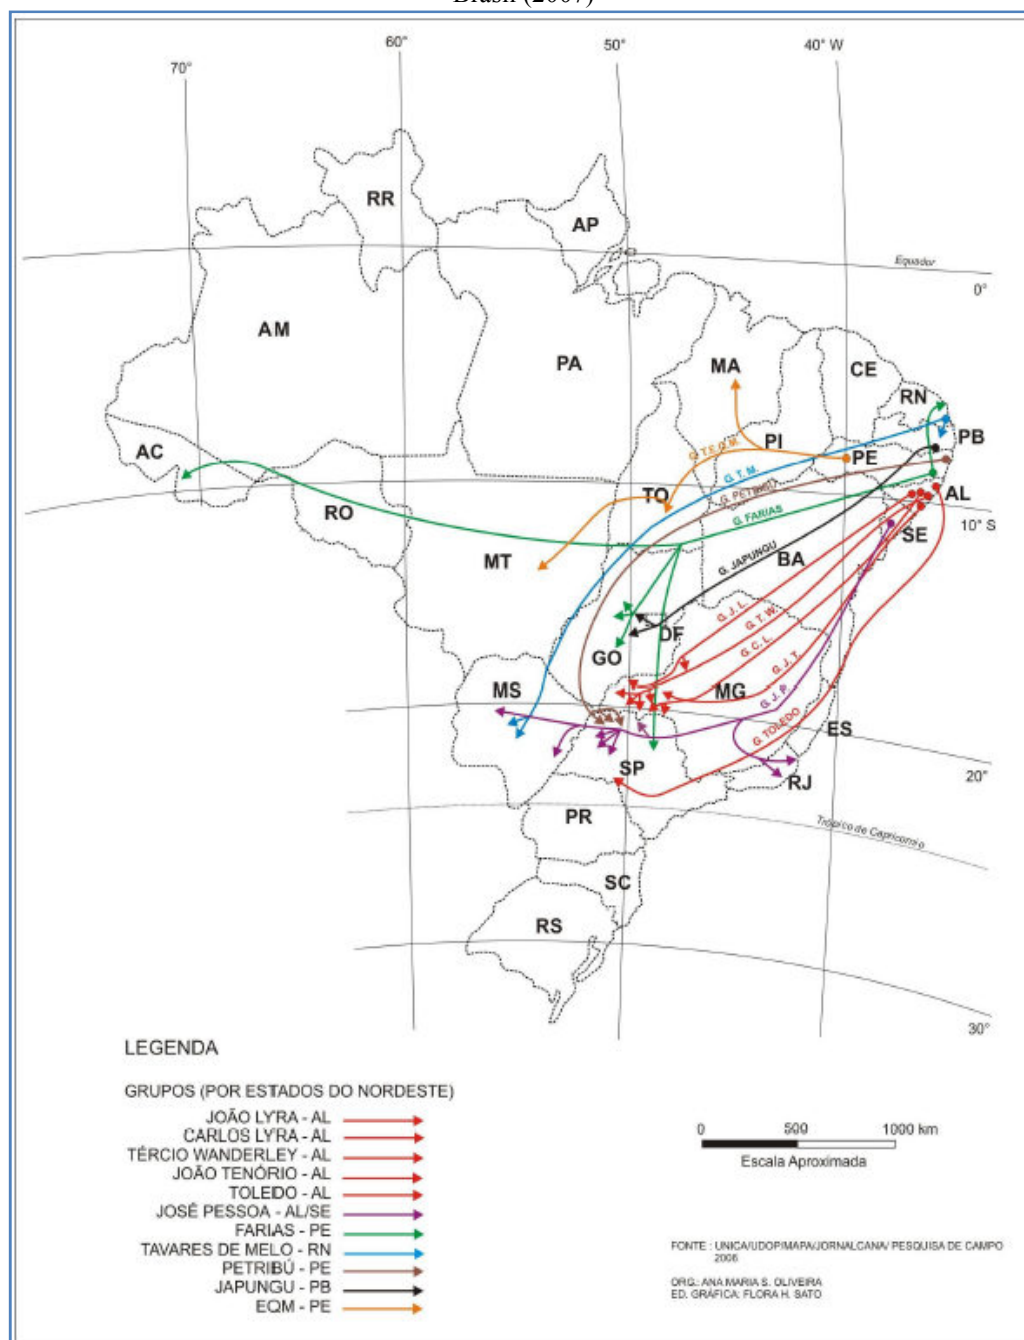 Brasil (2007)
70°
60°
50°
40° W
RR
AP
Equador
0°
AM
PA
MA
CE
RN
PB
AC
PI
PE
G. T.E.Q.M.
G. T. M.
TO
G. PETRIBÚ
AL
10° S
RO
G. FARIAS
SE
MT
G. JAPUNGU
BA
G. J. L.
G. T. W.
DF
G. C. L.
GO
G. J. T.
MS
MG
G. J. P.
G. TOLEDO
ES
SP
20°
RJ
PR
Trópico de Capricornio
SC
RS
30°
LEGENDA
GRUPOS (POR ESTADOS DO NORDESTE)
JOÃO LYRA - AL
CARLOS LYRA - AL
TÉRCIO WANDERLEY - AL
JOÃO TENÓRIO - AL
TOLEDO - AL
JOSÉ PESSOA - AL/SE
FARIAS - PE
TAVARES DE MELO - RN
PETRIBÚ - PE
JAPUNGU - PB
EQM - PE
0 500 1000 km
Escala Aproximada
FONTE : UNICA/UDOP/MAPA/JORNALCANA/ PESQUISA DE CAMPO
2006
ORG.: ANA MARIA S. OLIVEIRA
ED. GRÁFICA: FLORA H. SATO